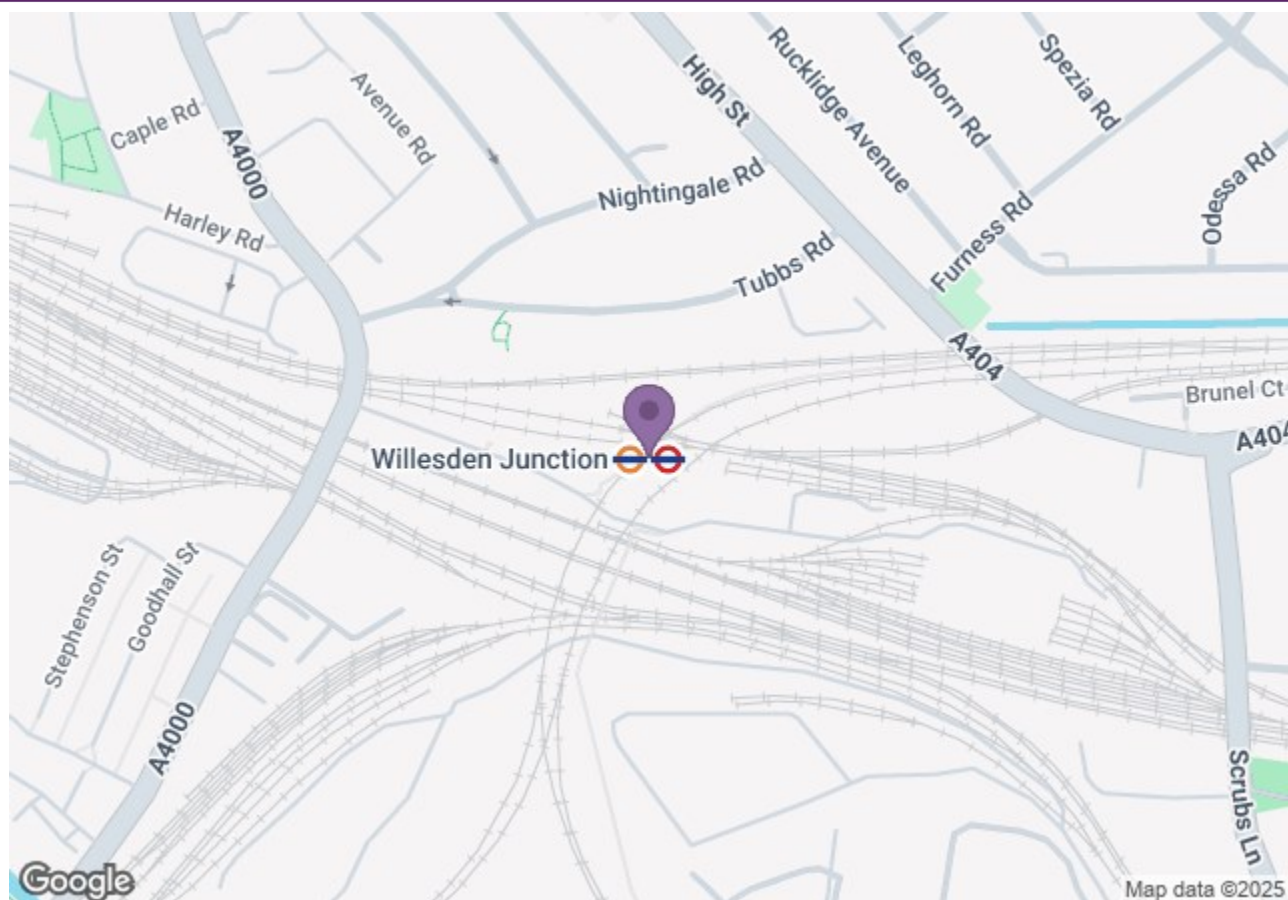 High St
Rucklidge Avenue
Leghorn Rd
Spezia Rd
Avenue Rd
Caple Rd
A4000
Nightingale Rd
Odessa Rd
Harley Rd
Furness Rd
Tubbs Rd
A404
Brunel Ct
A404
Willesden Junction
Stephenson St
Goodhall St
A4000
Scrubs Ln
Google
Map data ©2025